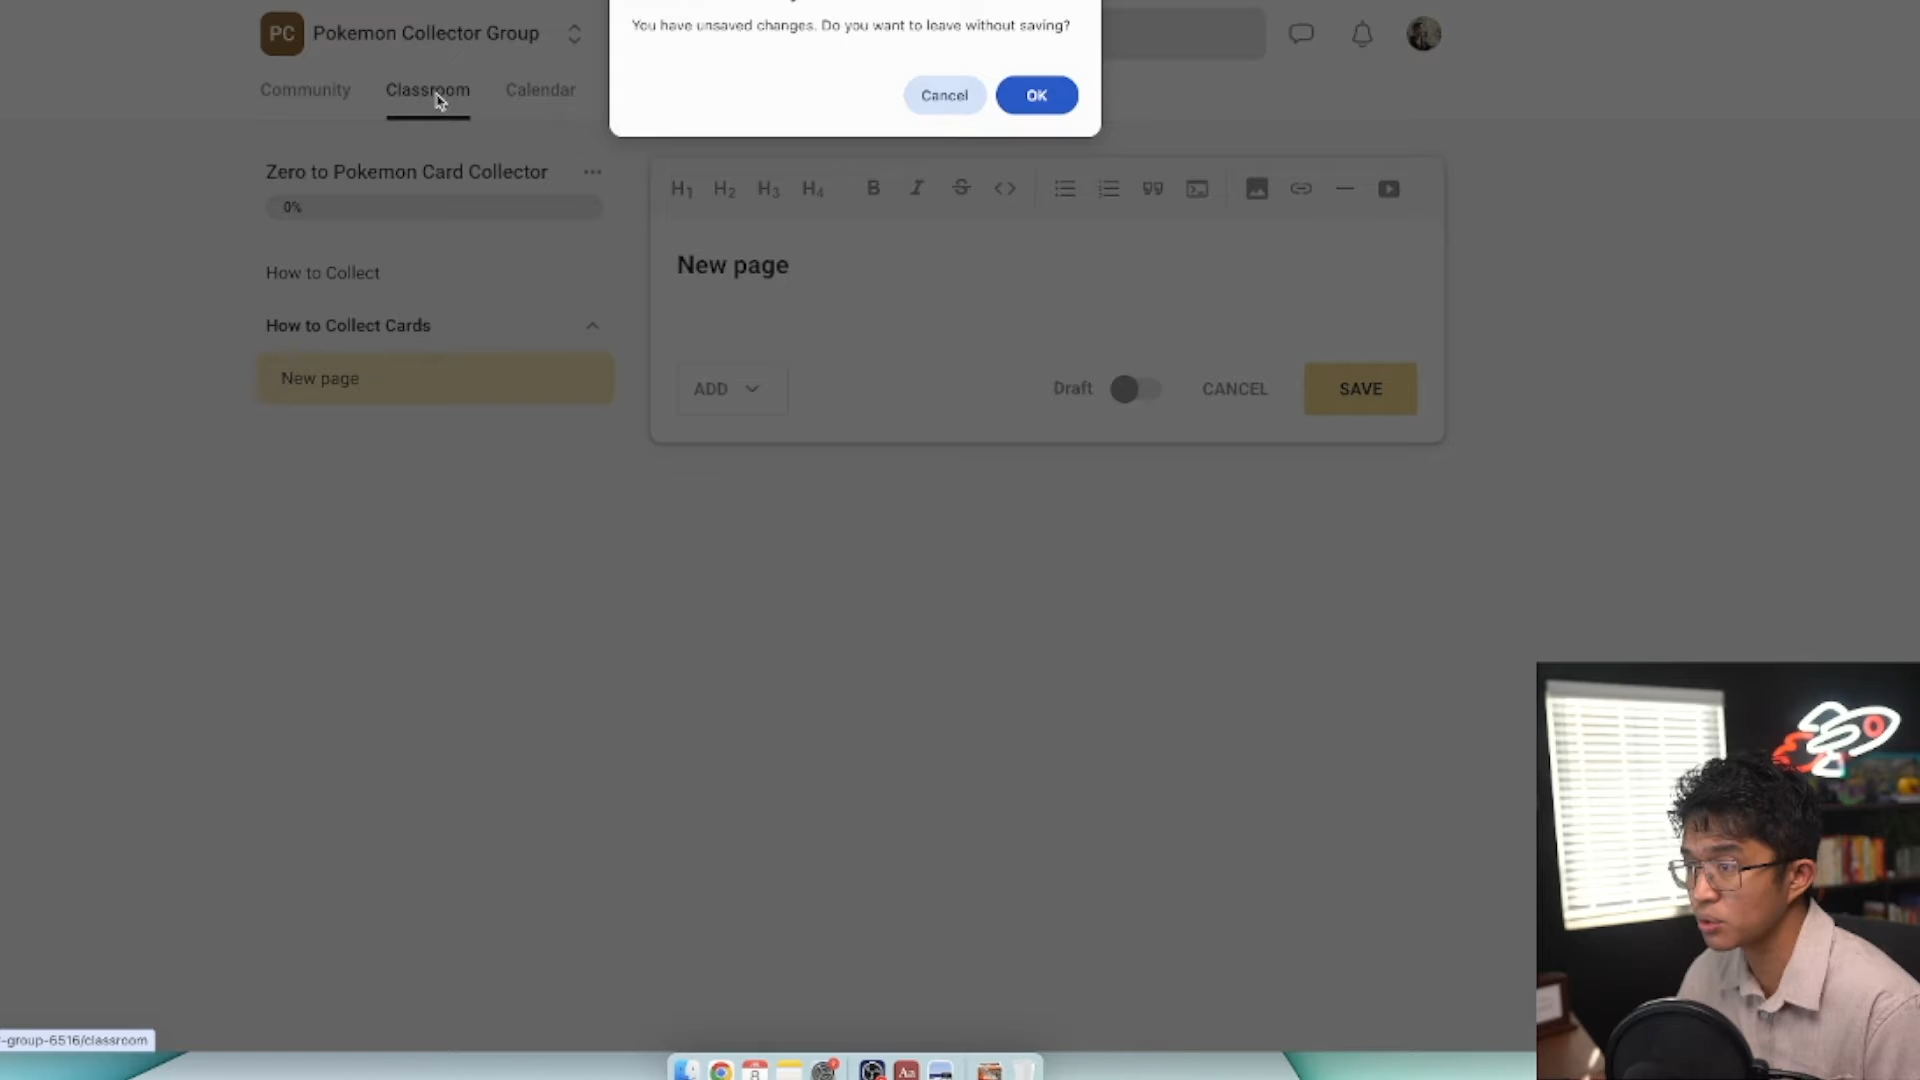 You have unsaved changes. Do you want to leave without saving?
Cancel
OK
PC
Pokemon Collector Group
Community
Classroom
Calendar
Zero to Pokemon Card Collector
0%
How to Collect
How to Collect Cards
New page
H1 H2 H3 H4 B I S <>
New page
ADD
Draft
CANCEL
SAVE
-group-6516/classroom
8
Aa